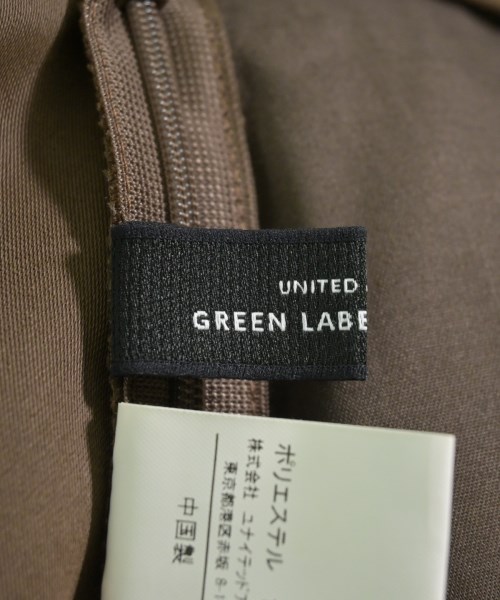 UNITED
GREEN LABE
ポリエステル
株式会社 ユナイテッドア
東京都港区赤坂 8-1
中国製